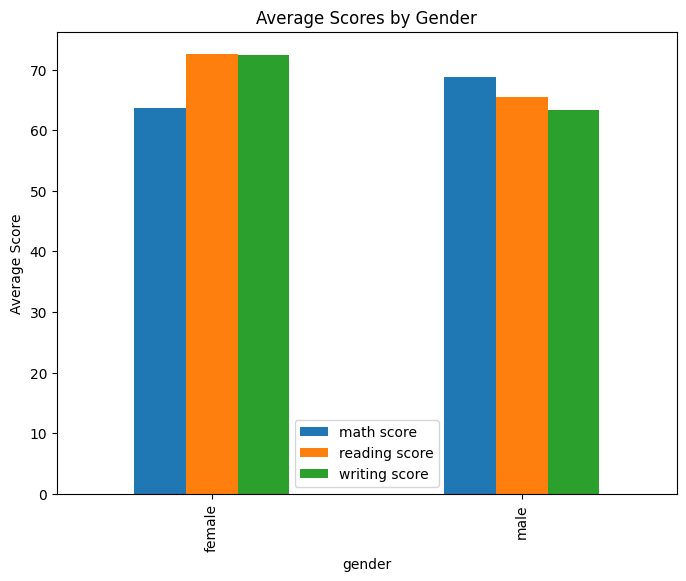 Average Scores by Gender
Average Score
70
60
50
40
30
20
10
0
math score
reading score
writing score
female
male
gender